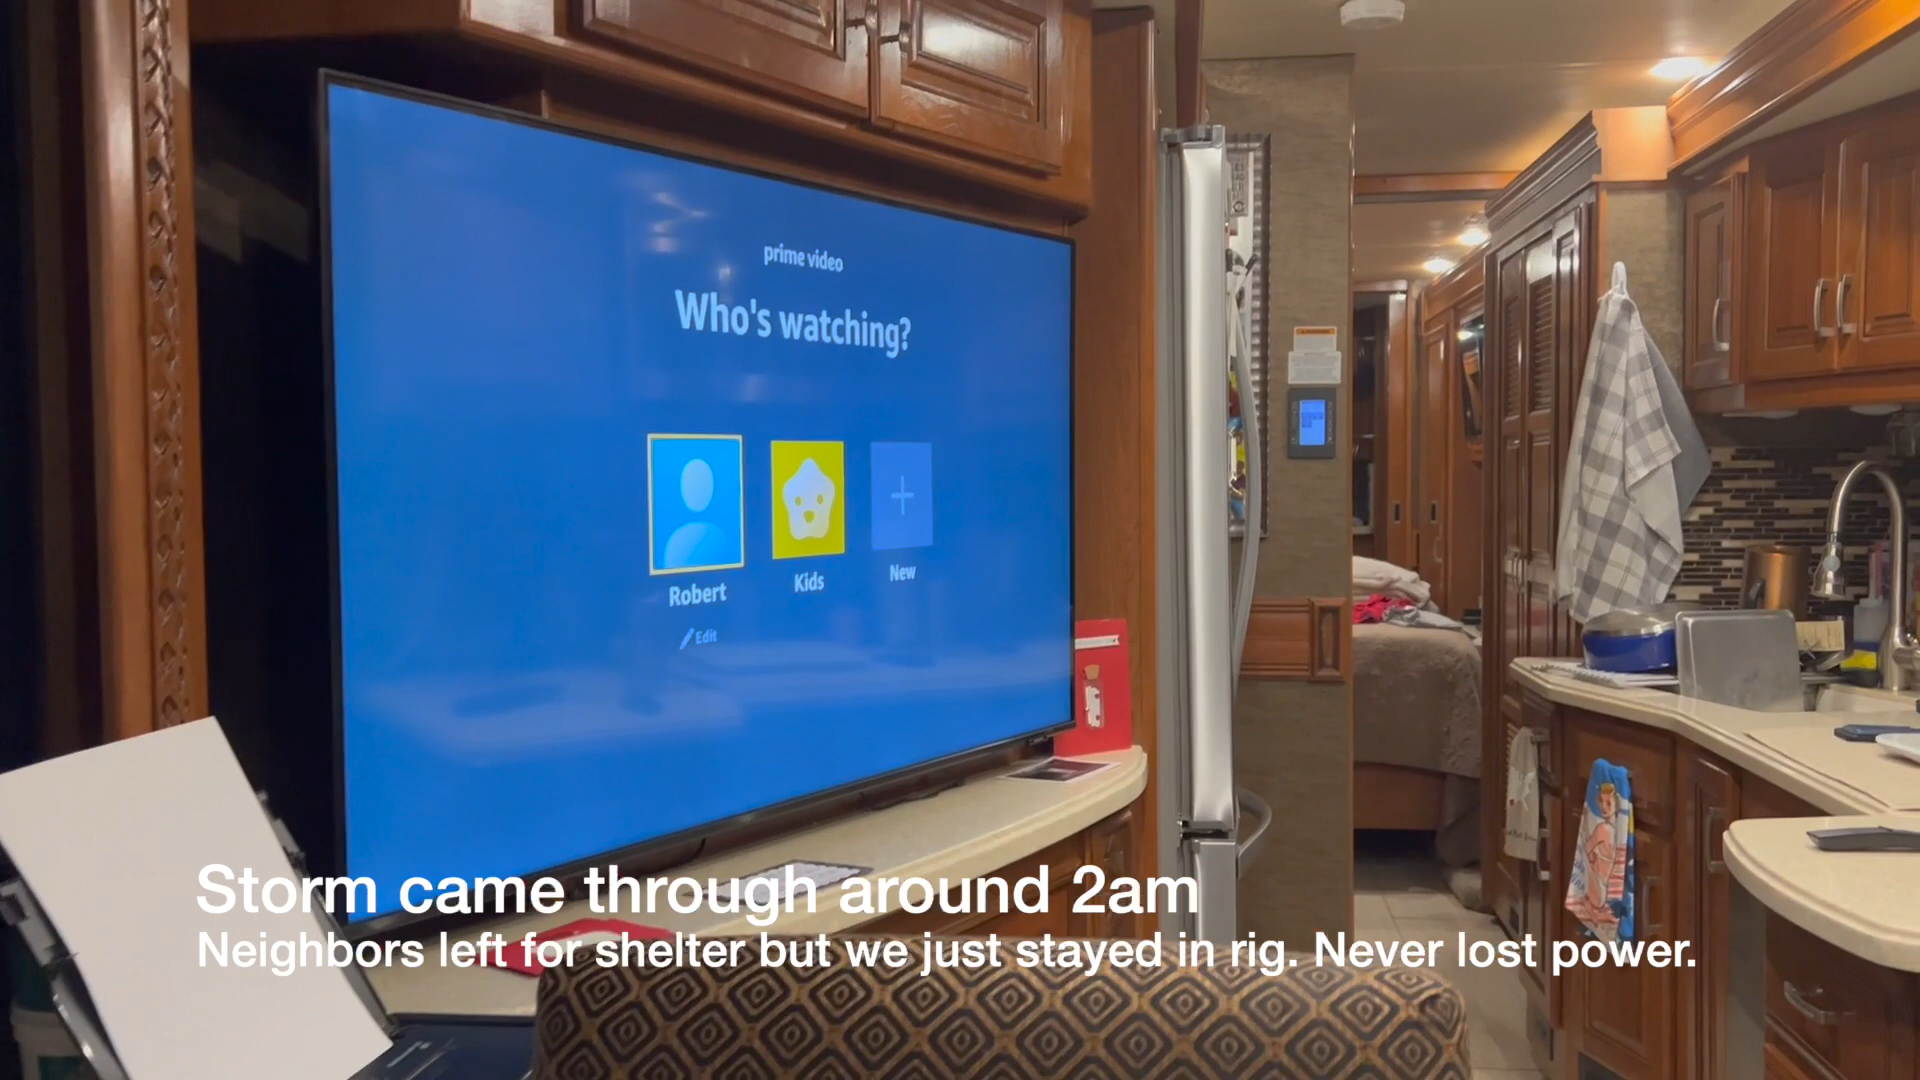 prime video
Who's watching?
Robert
Kids
New
Edit
Storm came through around 2am
Neighbors left for shelter but we just stayed in rig. Never lost power.